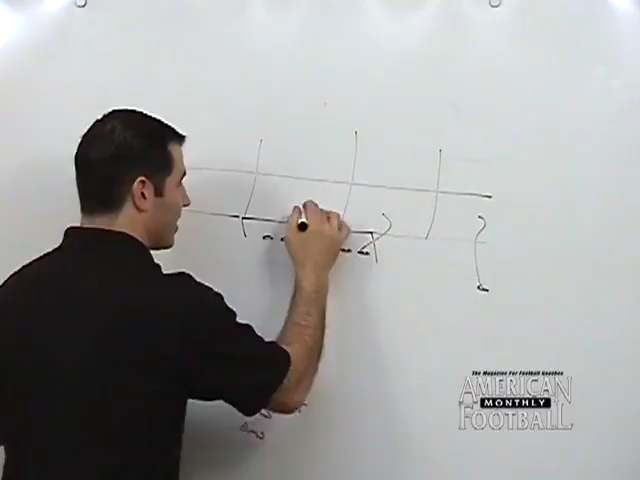 The Magazine For Football Coaches
AMERICAN
MONTHLY
FOOTBALL